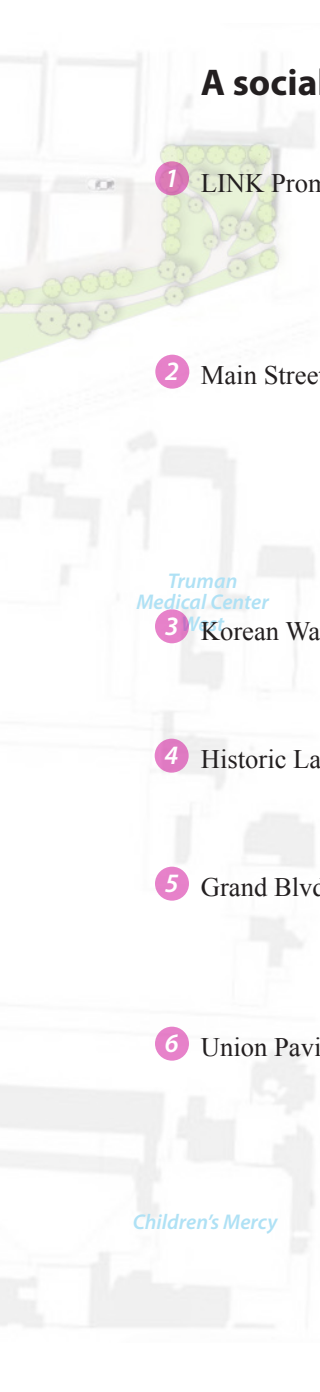 A social
1 LINK Prom
2 Main Street
Truman
Medical Center
West
3 Korean Wa
4 Historic La
5 Grand Blvd
6 Union Pavi
Children's Mercy